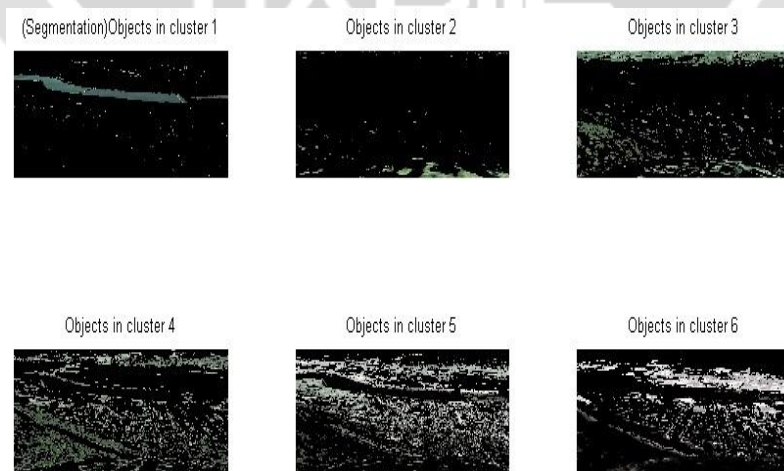 (Segmentation)Objects in cluster 1
Objects in cluster 2
Objects in cluster 3
Objects in cluster 4
Objects in cluster 5
Objects in cluster 6